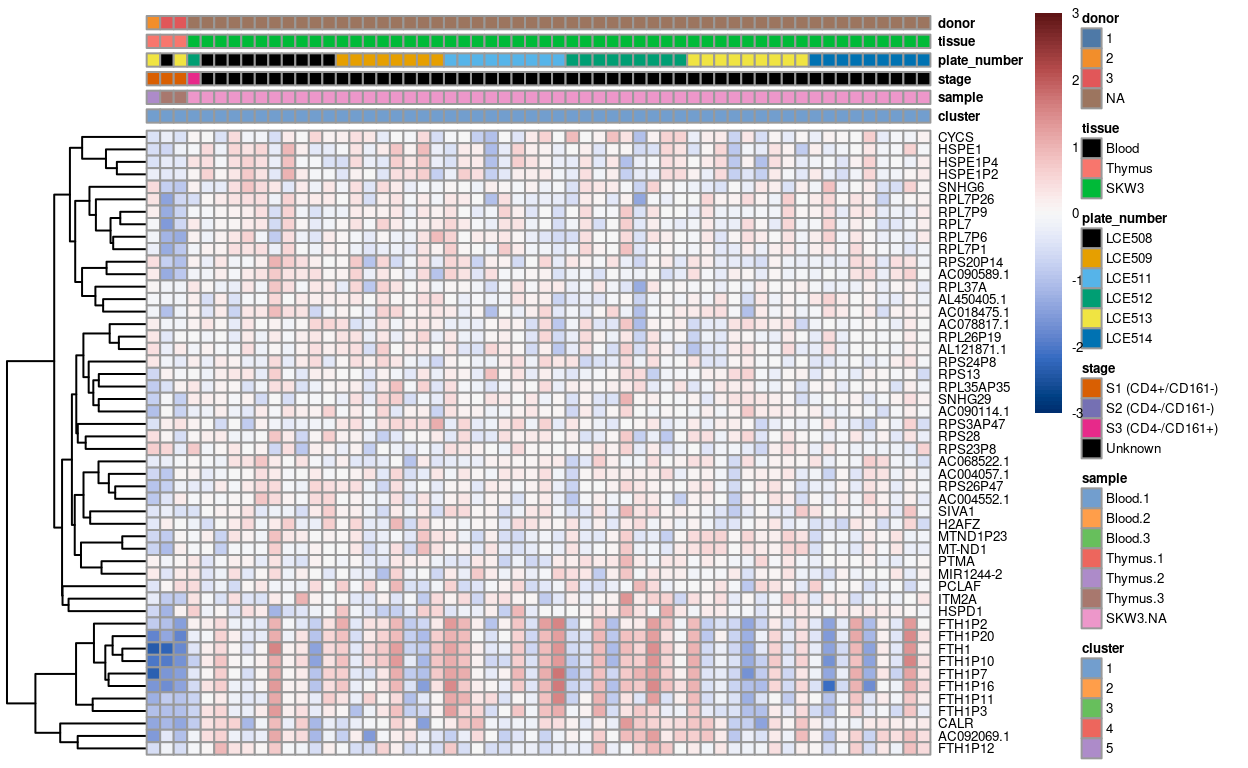 donor
tissue
plate_number
stage
sample
cluster
CYCS
HSPE1
HSPE1P4
HSPE1P2
SNHG6
RPL7P26
RPL7P9
RPL7
RPL7P6
RPL7P1
RPS20P14
AC090589.1
RPL37A
AL450405.1
AC018475.1
AC078817.1
RPL26P19
AL121871.1
RPS24P8
RPS13
RPL35AP35
SNHG29
AC090114.1
RPS3AP47
RPS28
RPS23P8
AC068522.1
AC004057.1
RPS26P47
AC004552.1
SIVA1
H2AFZ
MTND1P23
MT-ND1
PTMA
MIR1244-2
PCLAF
ITM2A
HSPD1
FTH1P2
FTH1P20
FTH1
FTH1P10
FTH1P7
FTH1P16
FTH1P11
FTH1P3
CALR
AC092069.1
FTH1P12
3
2
1
0
-1
-2
-3
donor
1
2
3
NA
tissue
Blood
Thymus
SKW3
plate_number
LCE508
LCE509
LCE511
LCE512
LCE513
LCE514
stage
S1 (CD4+/CD161-)
S2 (CD4-/CD161-)
S3 (CD4-/CD161+)
Unknown
sample
Blood.1
Blood.2
Blood.3
Thymus.1
Thymus.2
Thymus.3
SKW3.NA
cluster
1
2
3
4
5